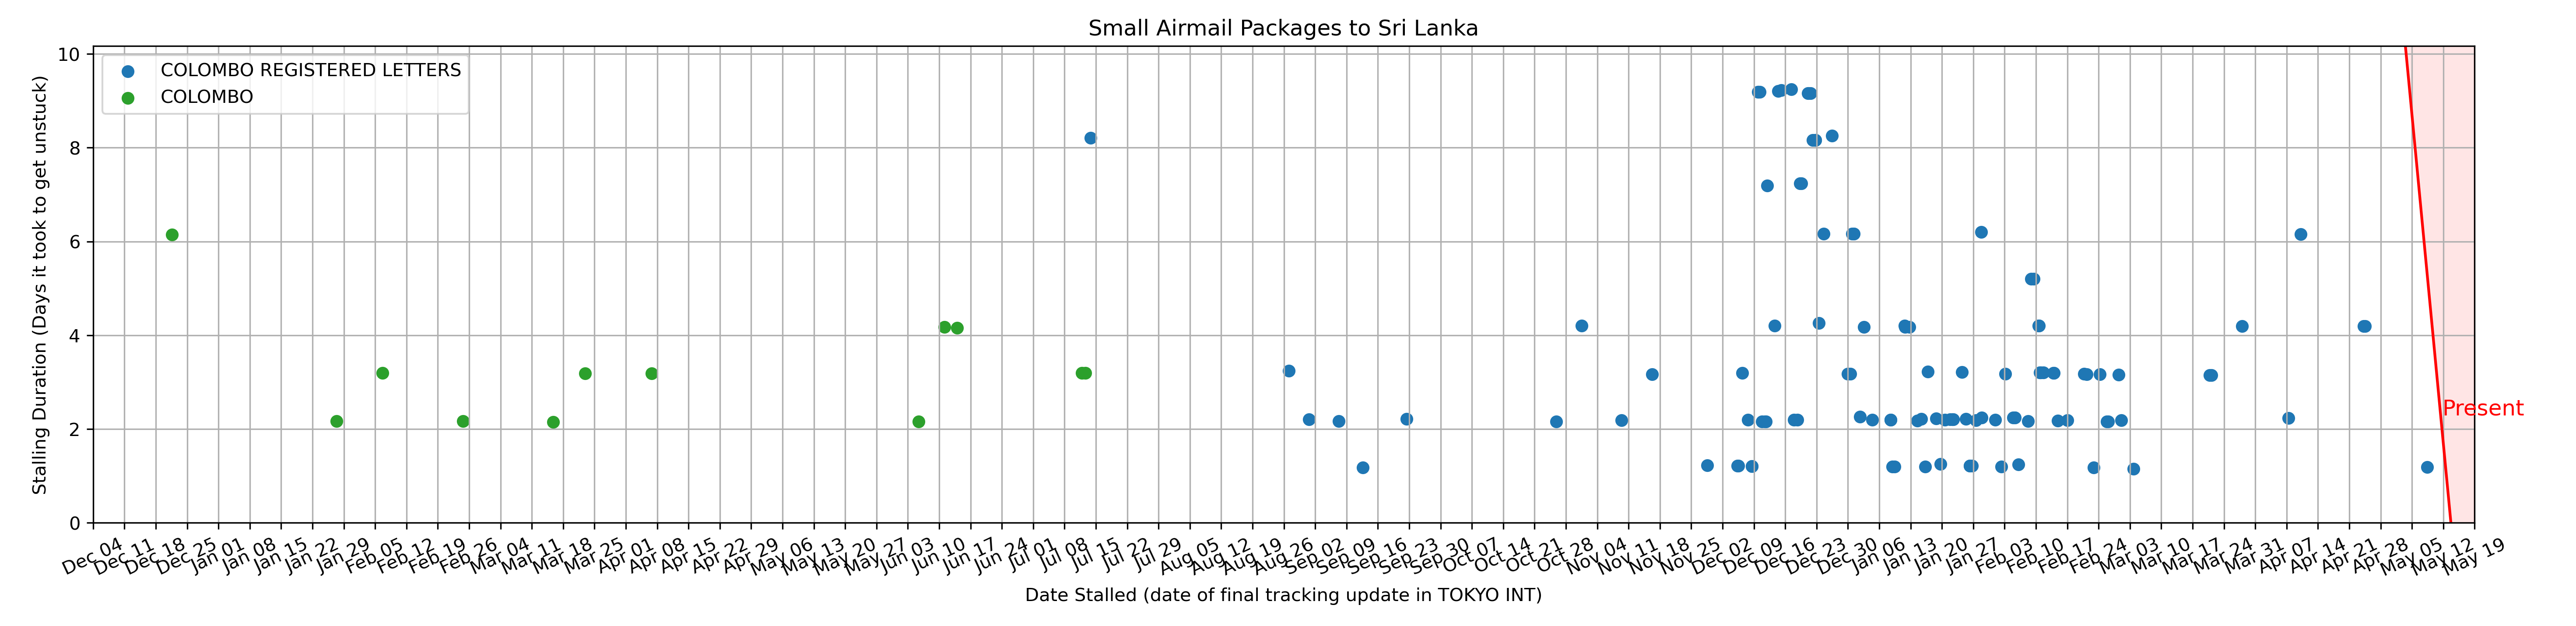 Small Airmail Packages to Sri Lanka
COLOMBO REGISTERED LETTERS
COLOMBO
Stalling Duration (Days it took to get unstuck)
10
8
6
4
2
0
Present
Dec 04
Dec 11
Dec 18
Dec 25
Jan 01
Jan 08
Jan 15
Jan 22
Jan 29
Feb 05
Feb 12
Feb 19
Feb 26
Mar 04
Mar 11
Mar 18
Mar 25
Apr 01
Apr 08
Apr 15
Apr 22
Apr 29
May 06
May 13
May 20
May 27
Jun 03
Jun 10
Jun 17
Jun 24
Jul 01
Jul 08
Jul 15
Jul 22
Jul 29
Aug 05
Aug 12
Aug 19
Aug 26
Sep 02
Sep 09
Sep 16
Sep 23
Sep 30
Oct 07
Oct 14
Oct 21
Oct 28
Nov 04
Nov 11
Nov 18
Nov 25
Dec 02
Dec 09
Dec 16
Dec 23
Dec 30
Jan 06
Jan 13
Jan 20
Jan 27
Feb 03
Feb 10
Feb 17
Feb 24
Mar 03
Mar 10
Mar 17
Mar 24
Mar 31
Apr 07
Apr 14
Apr 21
Apr 28
May 05
May 12
May 19
Date Stalled (date of final tracking update in TOKYO INT)